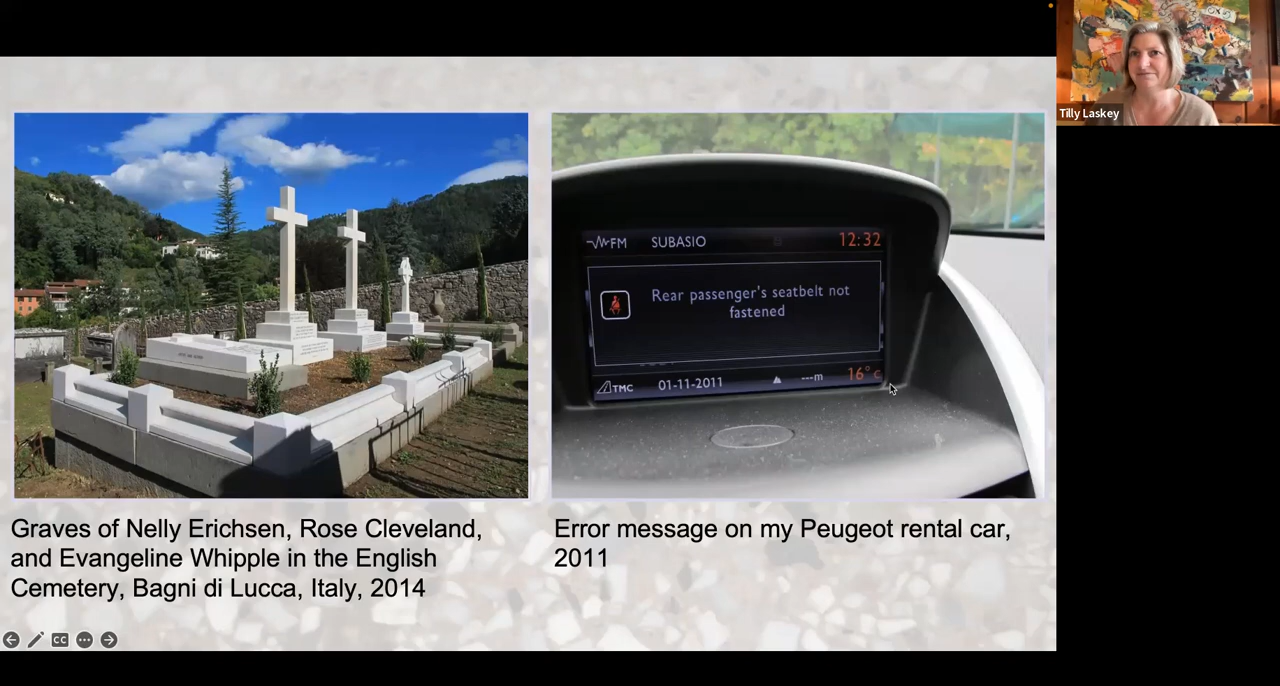 Tilly Laskey
FM SUBASIO 12:32
Rear passenger's seatbelt not
fastened
TMC 01-11-2011 ---m 16°C
Graves of Nelly Erichsen, Rose Cleveland,
and Evangeline Whipple in the English
Cemetery, Bagni di Lucca, Italy, 2014
Error message on my Peugeot rental car,
2011
CC